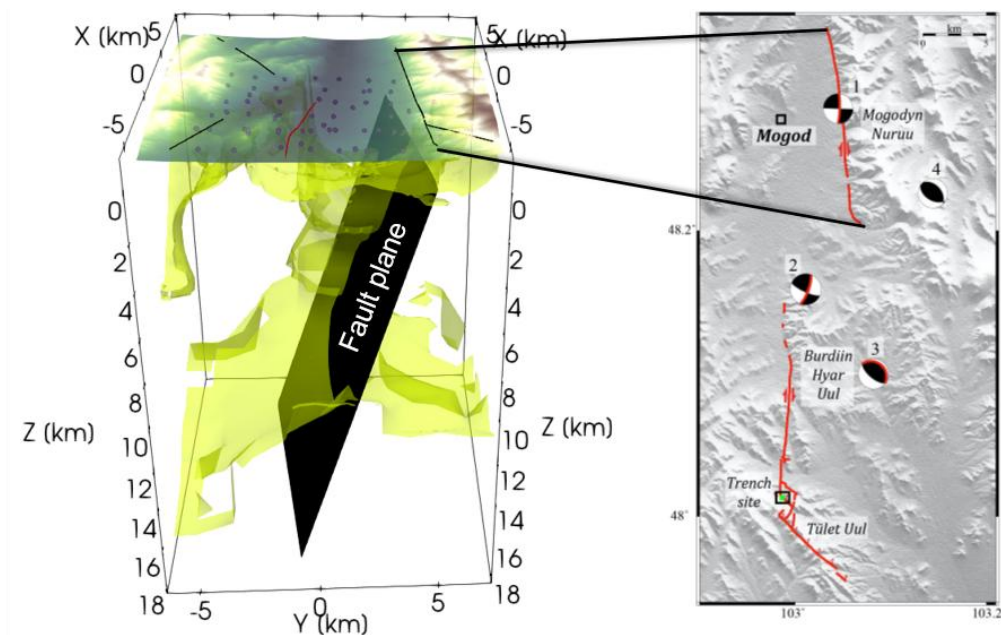 X (km)
5
0
-5
X (km)
5
0
-5
0
2
4
6
8
10
12
14
16
18
Z (km)
0
2
4
6
8
10
12
14
16
18
Z (km)
-5
0
5
Y (km)
Fault plane
km
0
5
1
Mogod
Mogodyn
Nuruu
4
48.2°
2
3
Burdiin
Hyar
Uul
Trench
site
48°
Tület Uul
103°
103.2